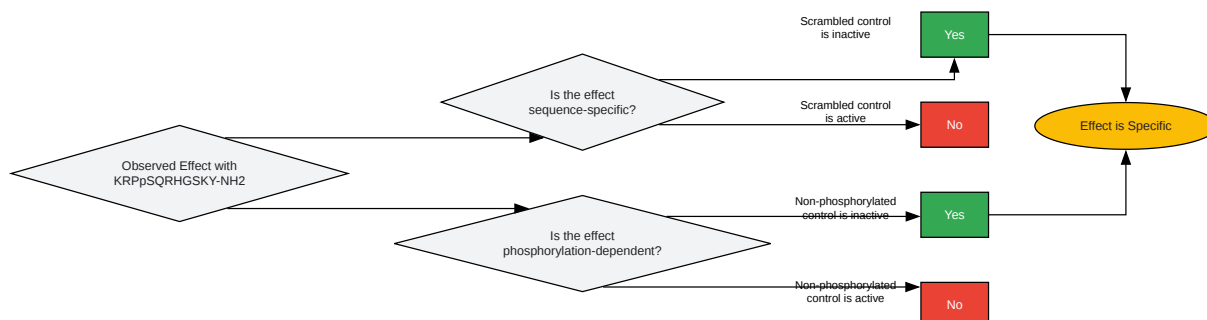 Observed Effect with
KRPpSQRHGSKY-NH2
Is the effect
sequence-specific?
Scrambled control
is inactive
Yes
Scrambled control
is active
No
Is the effect
phosphorylation-dependent?
Non-phosphorylated
control is inactive
Yes
Non-phosphorylated
control is active
No
Effect is Specific